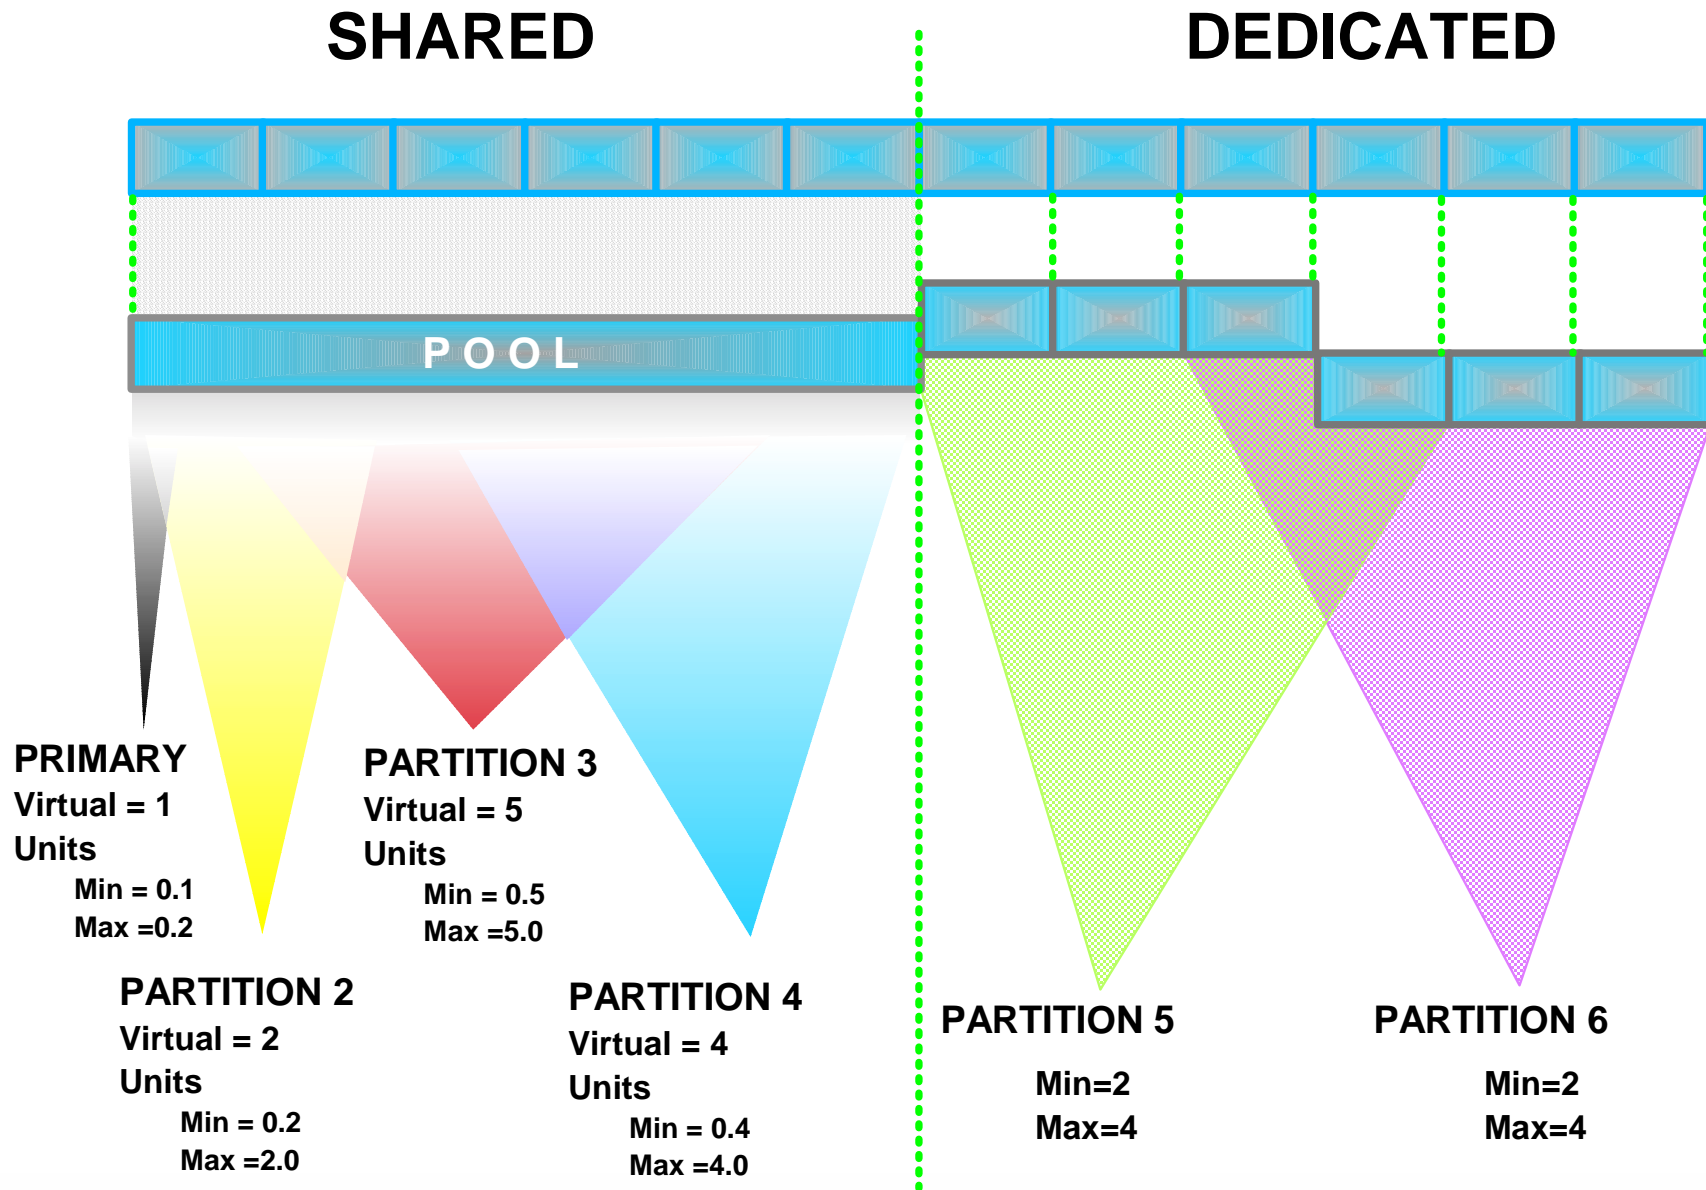 SHARED
DEDICATED
P O O L
PRIMARY
Virtual = 1
Units
Min = 0.1
Max =0.2
PARTITION 3
Virtual = 5
Units
Min = 0.5
Max =5.0
PARTITION 2
Virtual = 2
Units
Min = 0.2
Max =2.0
PARTITION 4
Virtual = 4
Units
Min = 0.4
Max =4.0
PARTITION 5
Min=2
Max=4
PARTITION 6
Min=2
Max=4